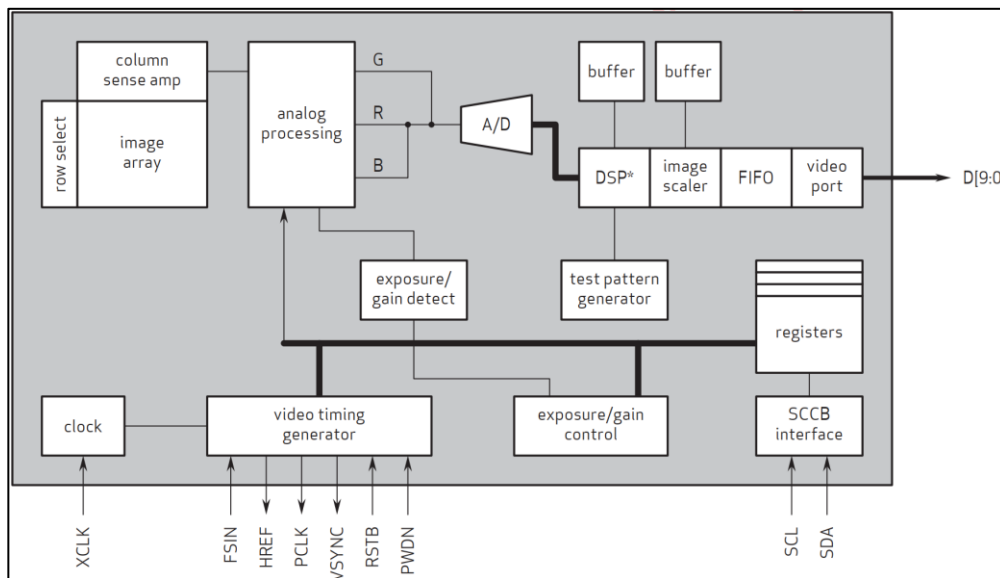 column
sense amp
row select
image
array
analog
processing
G
R
B
A/D
buffer
buffer
DSP*
image
scaler
FIFO
video
port
D[9:0
exposure/
gain detect
test pattern
generator
registers
clock
video timing
generator
exposure/gain
control
SCCB
interface
XCLK
FSIN
HREF
PCLK
VSYNC
RSTB
PWDN
SCL
SDA